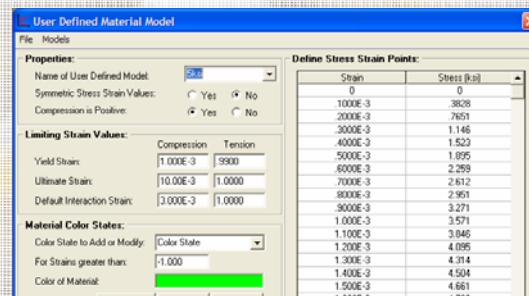 User Defined Material Model
File Models
Properties:
Name of User Defined Model: 5ksi
Symmetric Stress Strain Values: Yes No
Compression is Positive: Yes No
Limiting Strain Values:
Compression Tension
Yield Strain: 1.000E-3 .9900
Ultimate Strain: 10.00E-3 1.0000
Default Interaction Strain: 3.000E-3 1.0000
Material Color States:
Color State to Add or Modify: Color State
For Strains greater than: -1.000
Color of Material:
Define Stress Strain Points:
Strain Stress (ksi)
0 0
.1000E-3 .3828
.2000E-3 .7651
.3000E-3 1.146
.4000E-3 1.523
.5000E-3 1.895
.6000E-3 2.259
.7000E-3 2.612
.8000E-3 2.951
.9000E-3 3.271
1.000E-3 3.571
1.100E-3 3.846
1.200E-3 4.095
1.300E-3 4.314
1.400E-3 4.504
1.500E-3 4.661